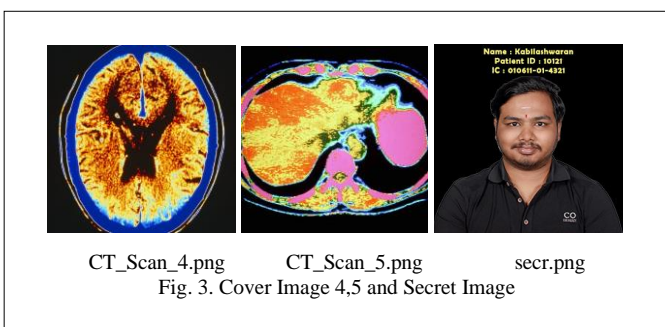 Name : Kabilashwaran
Patient ID : 10121
IC : 010611-01-4321
CO
CT_Scan_4.png CT_Scan_5.png secr.png
Fig. 3. Cover Image 4,5 and Secret Image